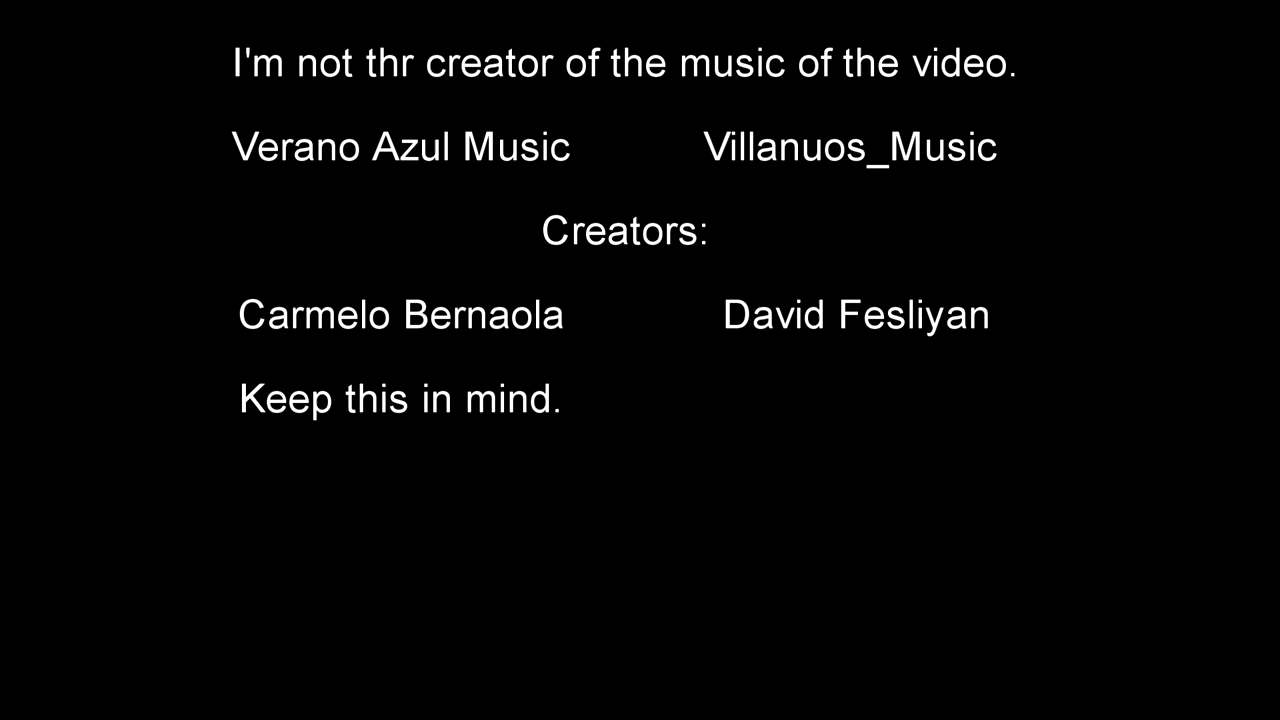 I'm not thr creator of the music of the video.
Verano Azul Music Villanuos_Music
Creators:
Carmelo Bernaola David Fesliyan
Keep this in mind.